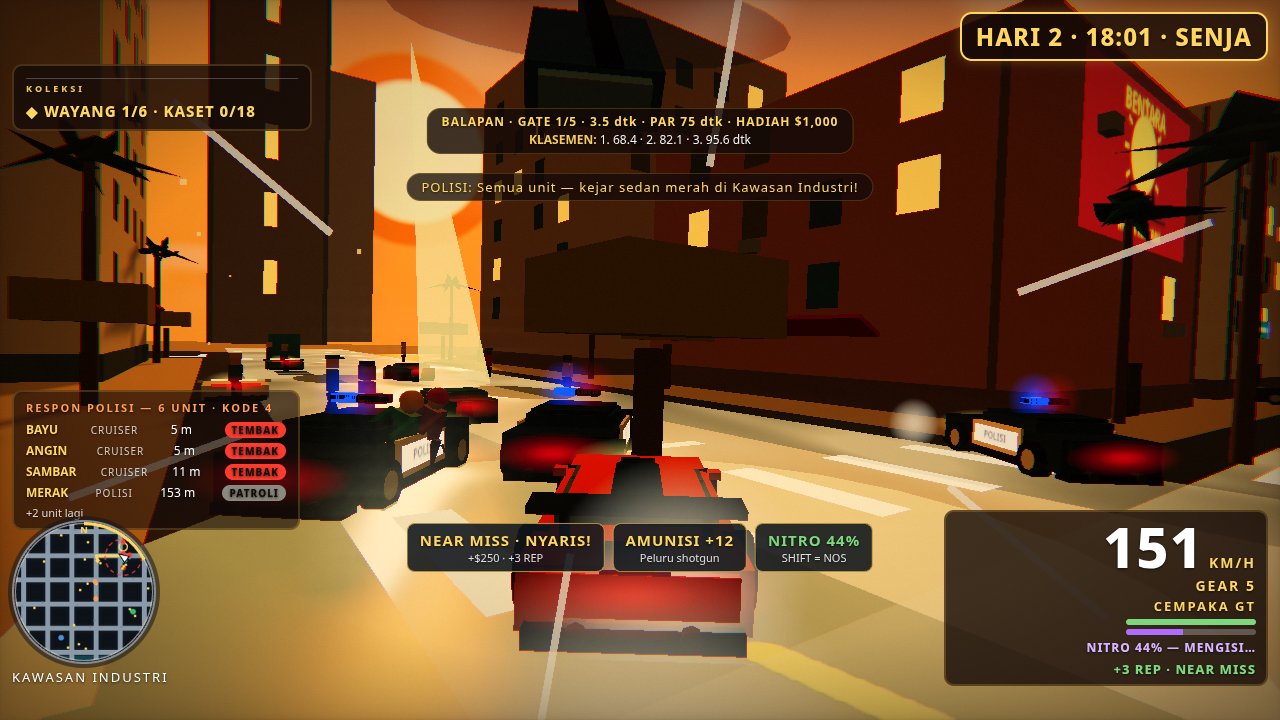 HARI 2 · 18:01 · SENJA
KOLEKSI
◆ WAYANG 1/6 · KASET 0/18
BALAPAN · GATE 1/5 · 3.5 dtk · PAR 75 dtk · HADIAH $1,000
KLASEMEN: 1. 68.4 · 2. 82.1 · 3. 95.6 dtk
POLISI: Semua unit — kejar sedan merah di Kawasan Industri!
BENTARA
RESPON POLISI — 6 UNIT · KODE 4
BAYU CRUISER 5 m TEMBAK
ANGIN CRUISER 5 m TEMBAK
SAMBAR CRUISER 11 m TEMBAK
MERAK POLISI 153 m PATROLI
+2 unit lagi
POLISI
N
KAWASAN INDUSTRI
NEAR MISS · NYARIS!
+$250 · +3 REP
AMUNISI +12
Peluru shotgun
NITRO 44%
SHIFT = NOS
151 KM/H
GEAR 5
CEMPAKA GT
NITRO 44% — MENGISI…
+3 REP · NEAR MISS